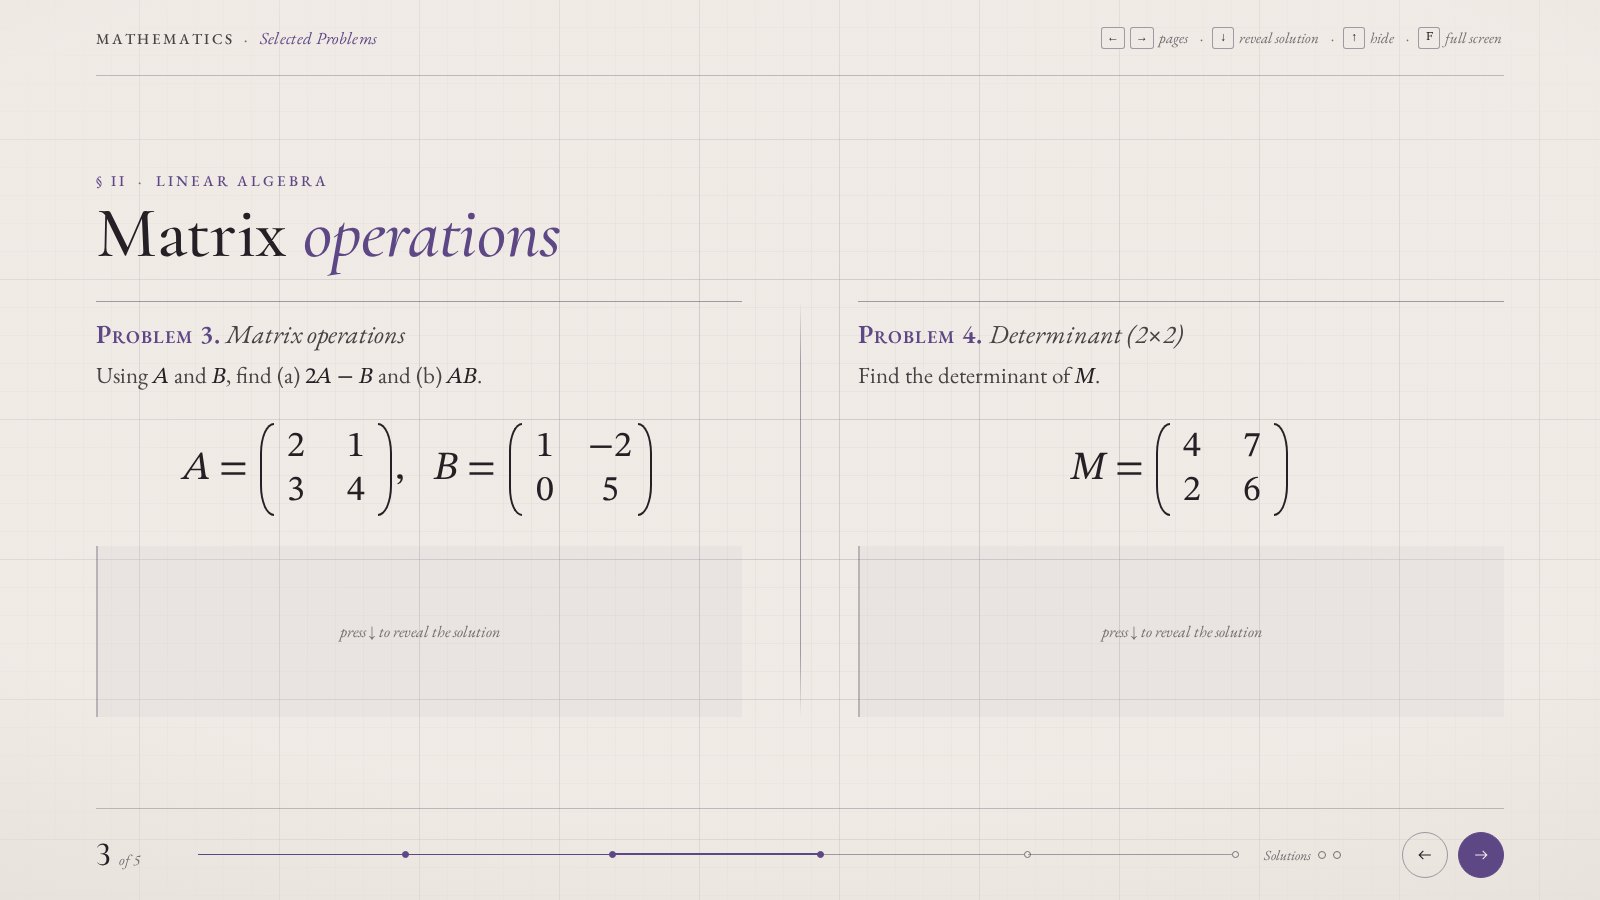 MATHEMATICS · Selected Problems
← → pages · ↓ reveal solution · ↑ hide · F full screen
§ II · LINEAR ALGEBRA
Matrix operations
PROBLEM 3. Matrix operations
Using A and B, find (a) 2A − B and (b) AB.
A = ( 2 1
3 4 ), B = ( 1 −2
0 5 )
press ↓ to reveal the solution
PROBLEM 4. Determinant (2×2)
Find the determinant of M.
M = ( 4 7
2 6 )
press ↓ to reveal the solution
3 of 5
Solutions
← →